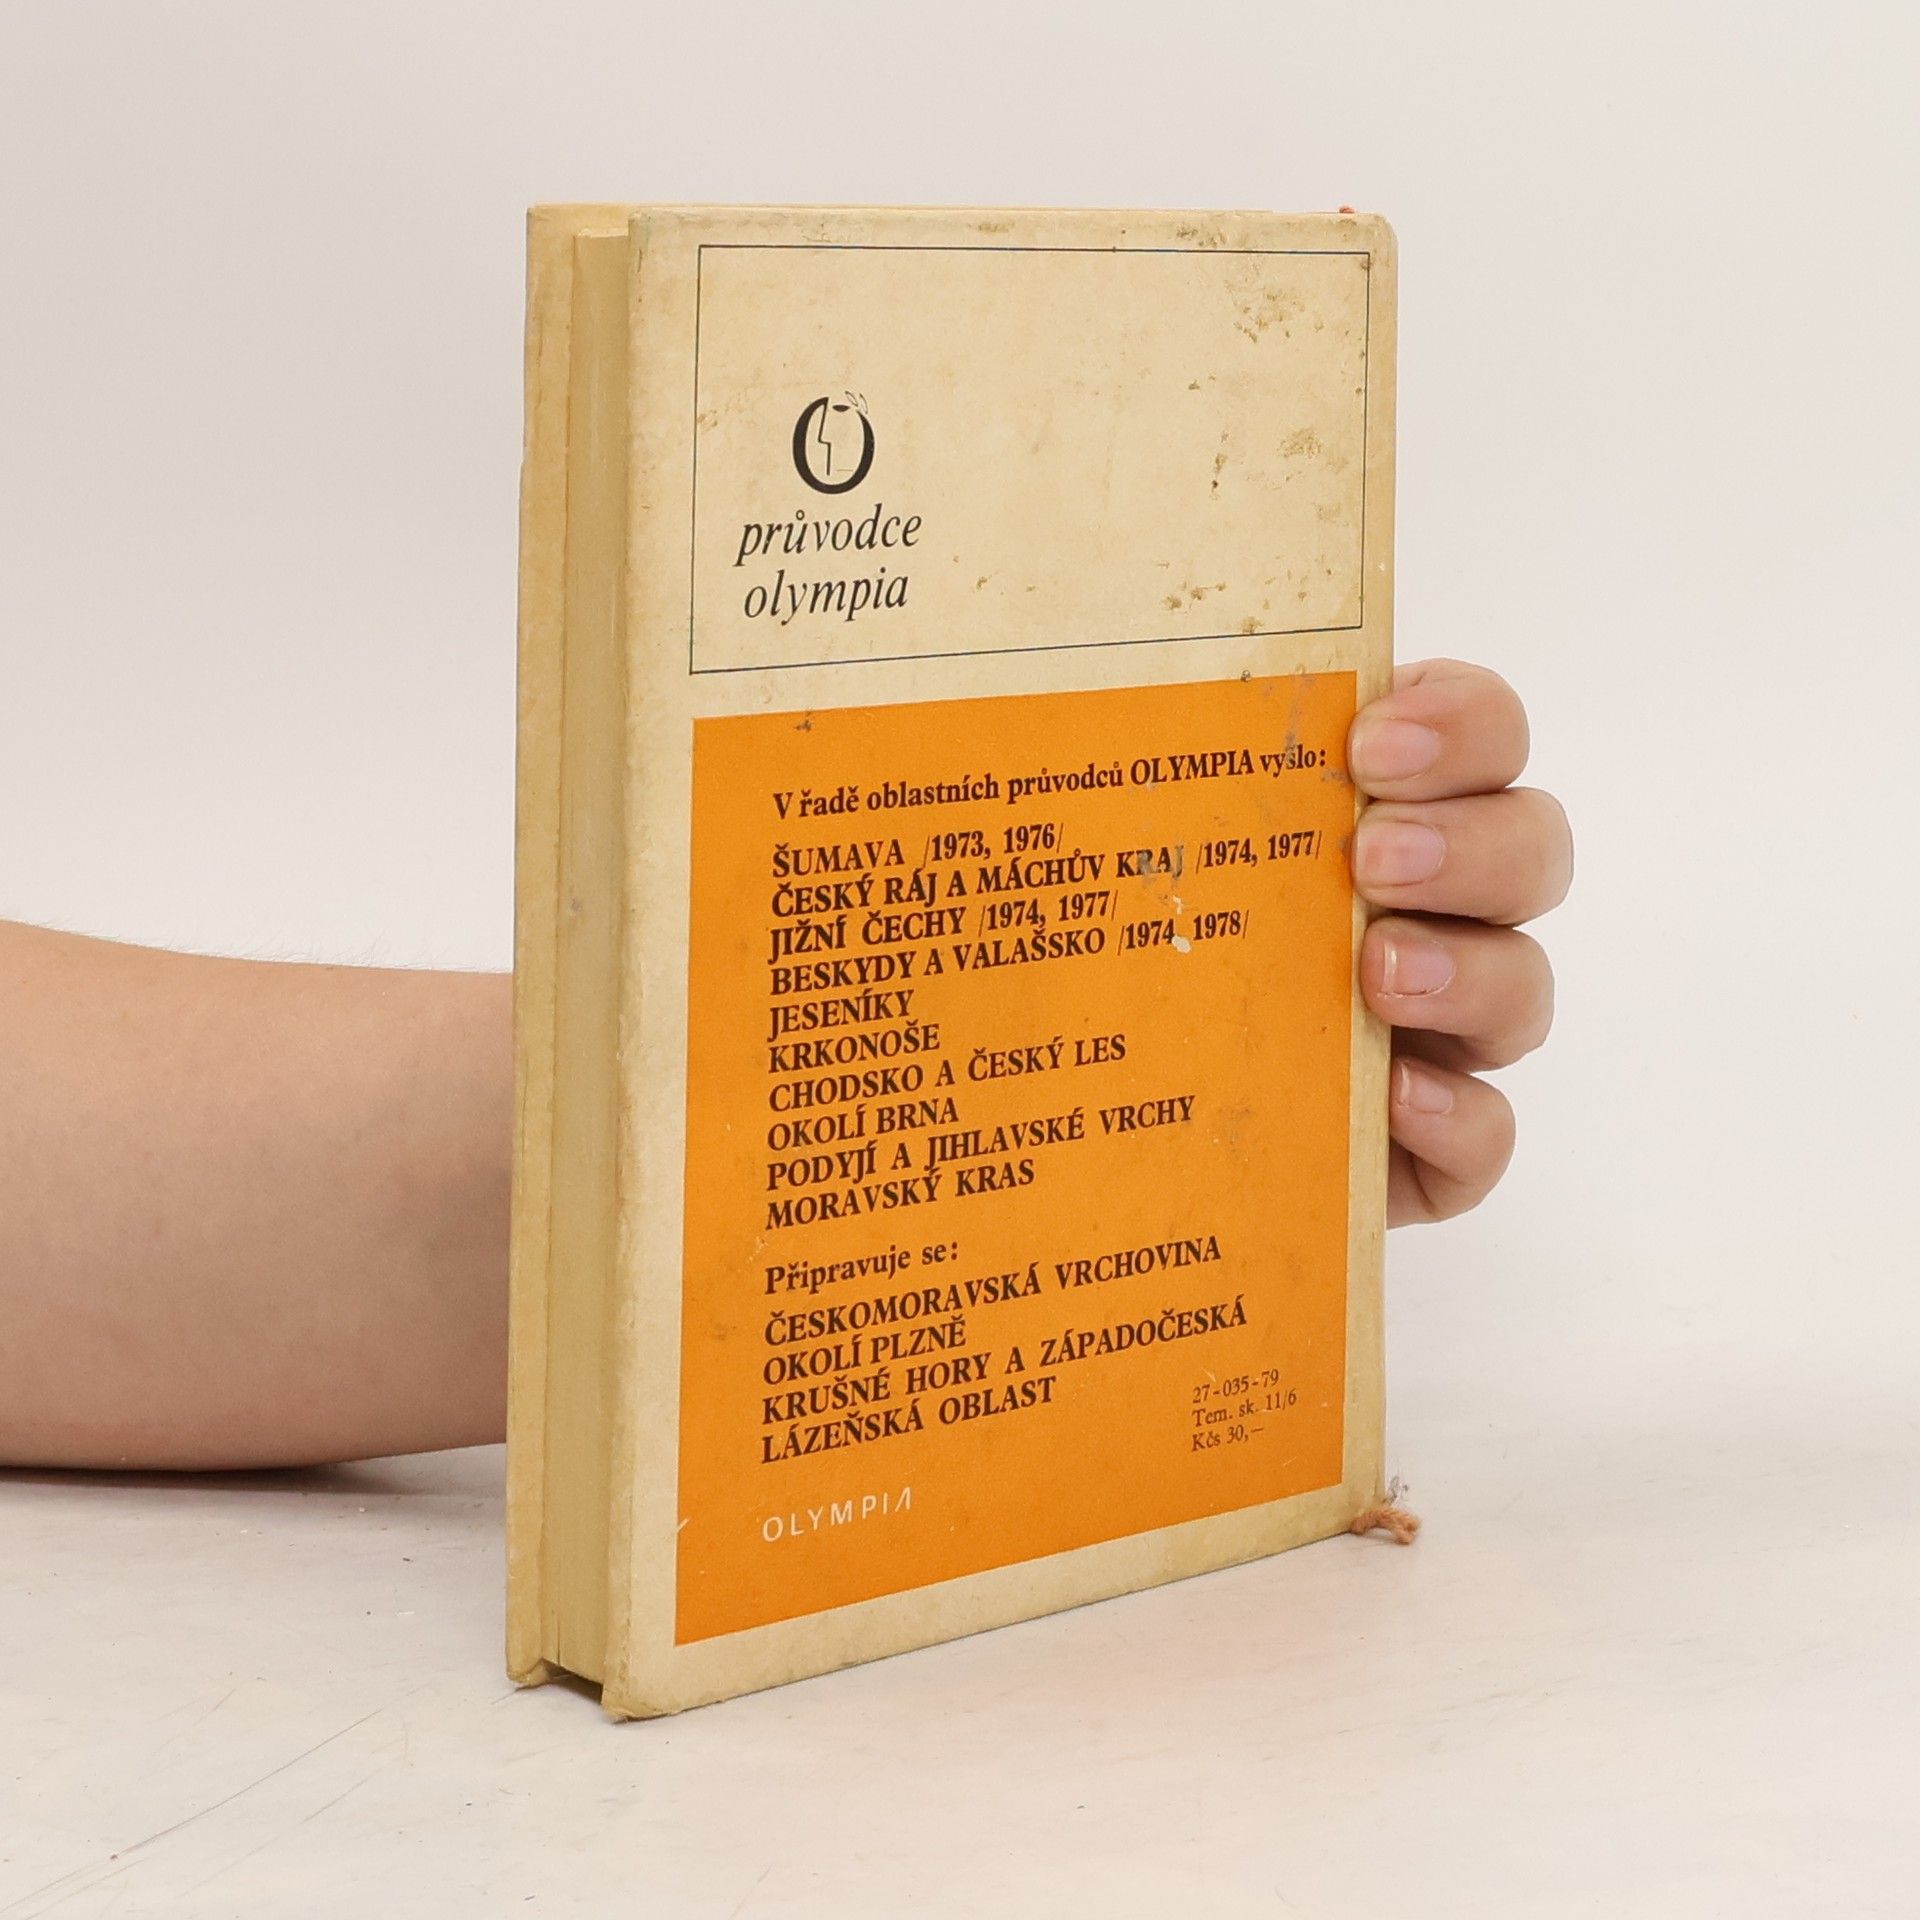 průvodce
olympia
V řadě oblastních průvodců OLYMPIA vyšlo:
ŠUMAVA /1973, 1976/
ČESKÝ RÁJ A MÁCHŮV KRAJ /1974, 1977/
JIŽNÍ ČECHY /1974, 1977/
BESKYDY A VALAŠSKO /1974, 1978/
JESENÍKY
KRKONOŠE
CHODSKO A ČESKÝ LES
OKOLÍ BRNA
PODYJÍ A JIHLAVSKÉ VRCHY
MORAVSKÝ KRAS
Připravuje se:
ČESKOMORAVSKÁ VRCHOVINA
OKOLÍ PLZNĚ
KRUŠNÉ HORY A ZÁPADOČESKÁ
LÁZEŇSKÁ OBLAST
27-035-79
Tem. sk. 11/6
Kčs 30,—
OLYMPIA